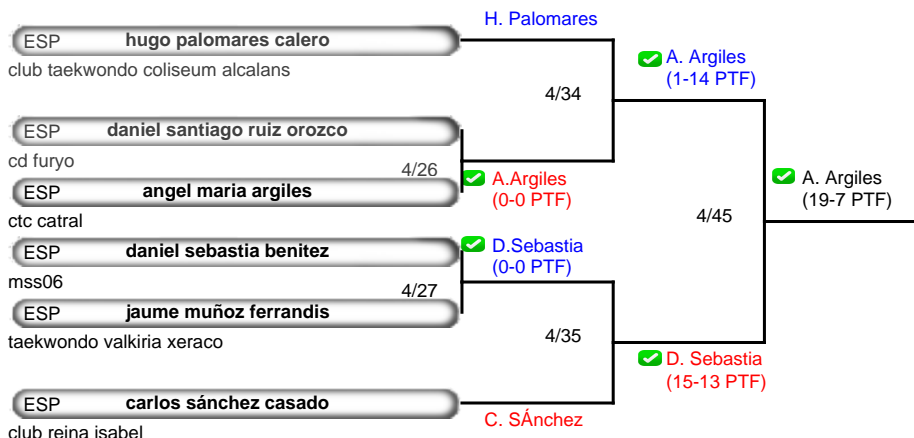 H. Palomares
ESP hugo palomares calero
club taekwondo coliseum alcalans
A. Argiles
(1-14 PTF)
4/34
ESP daniel santiago ruiz orozco
cd furyo
4/26
A.Argiles
(0-0 PTF)
ESP angel maria argiles
ctc catral
A. Argiles
(19-7 PTF)
4/45
ESP daniel sebastia benitez
mss06
D.Sebastia
(0-0 PTF)
4/27
ESP jaume muñoz ferrandis
taekwondo valkiria xeraco
4/35
D. Sebastia
(15-13 PTF)
ESP carlos sánchez casado
club reina isabel
C. SÁnchez